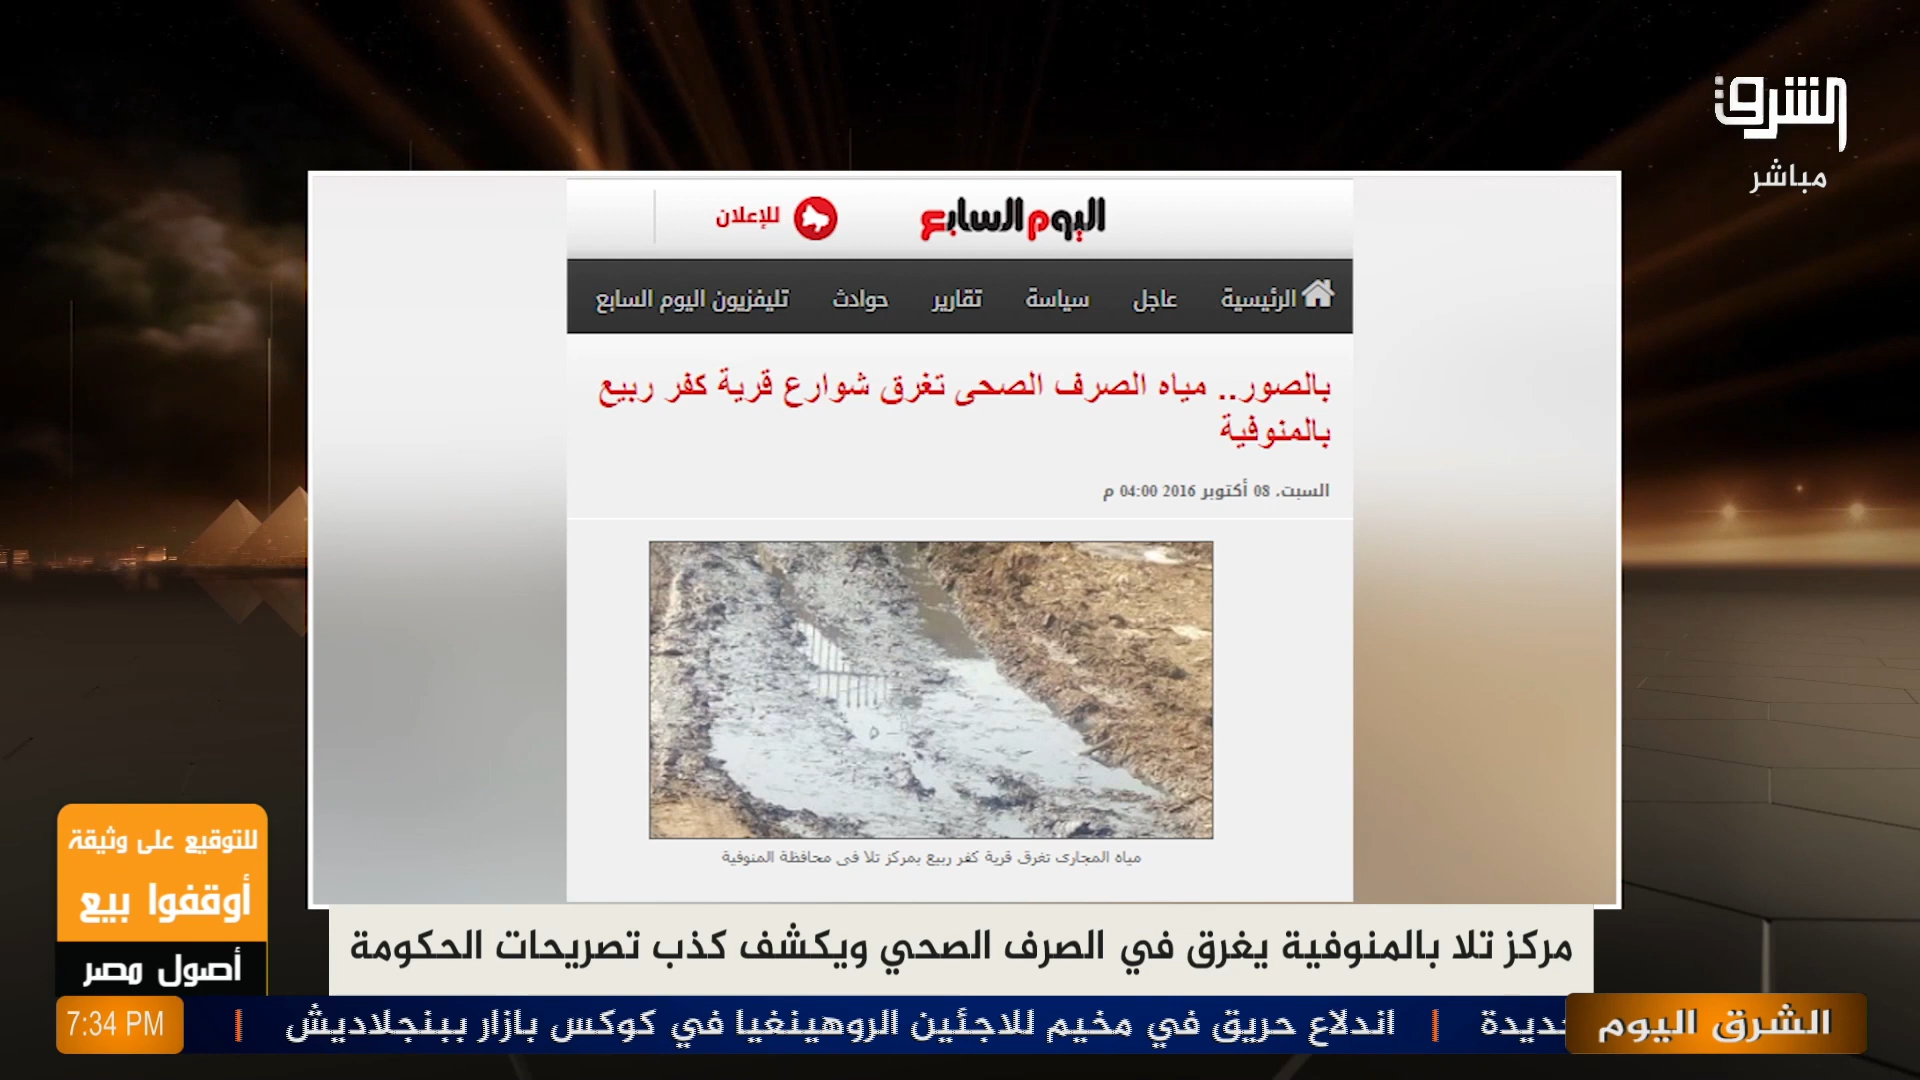 الشرق
مباشر
اليوم السابع
للإعلان
الرئيسية عاجل سياسة تقارير حوادث تليفزيون اليوم السابع
بالصور.. مياه الصرف الصحى تغرق شوارع قرية كفر ربيع
بالمنوفية
السبت، 08 أكتوبر 2016 04:00 م
مياه المجارى تغرق قرية كفر ربيع بمركز تلا فى محافظة المنوفية
للتوقيع على وثيقة
أوقفوا بيع
أصول مصر
مركز تلا بالمنوفية يغرق في الصرف الصحي ويكشف كذب تصريحات الحكومة
الشرق اليوم
اندلاع حريق في مخيم للاجئين الروهينغيا في كوكس بازار ببنجلاديش |
7:34 PM